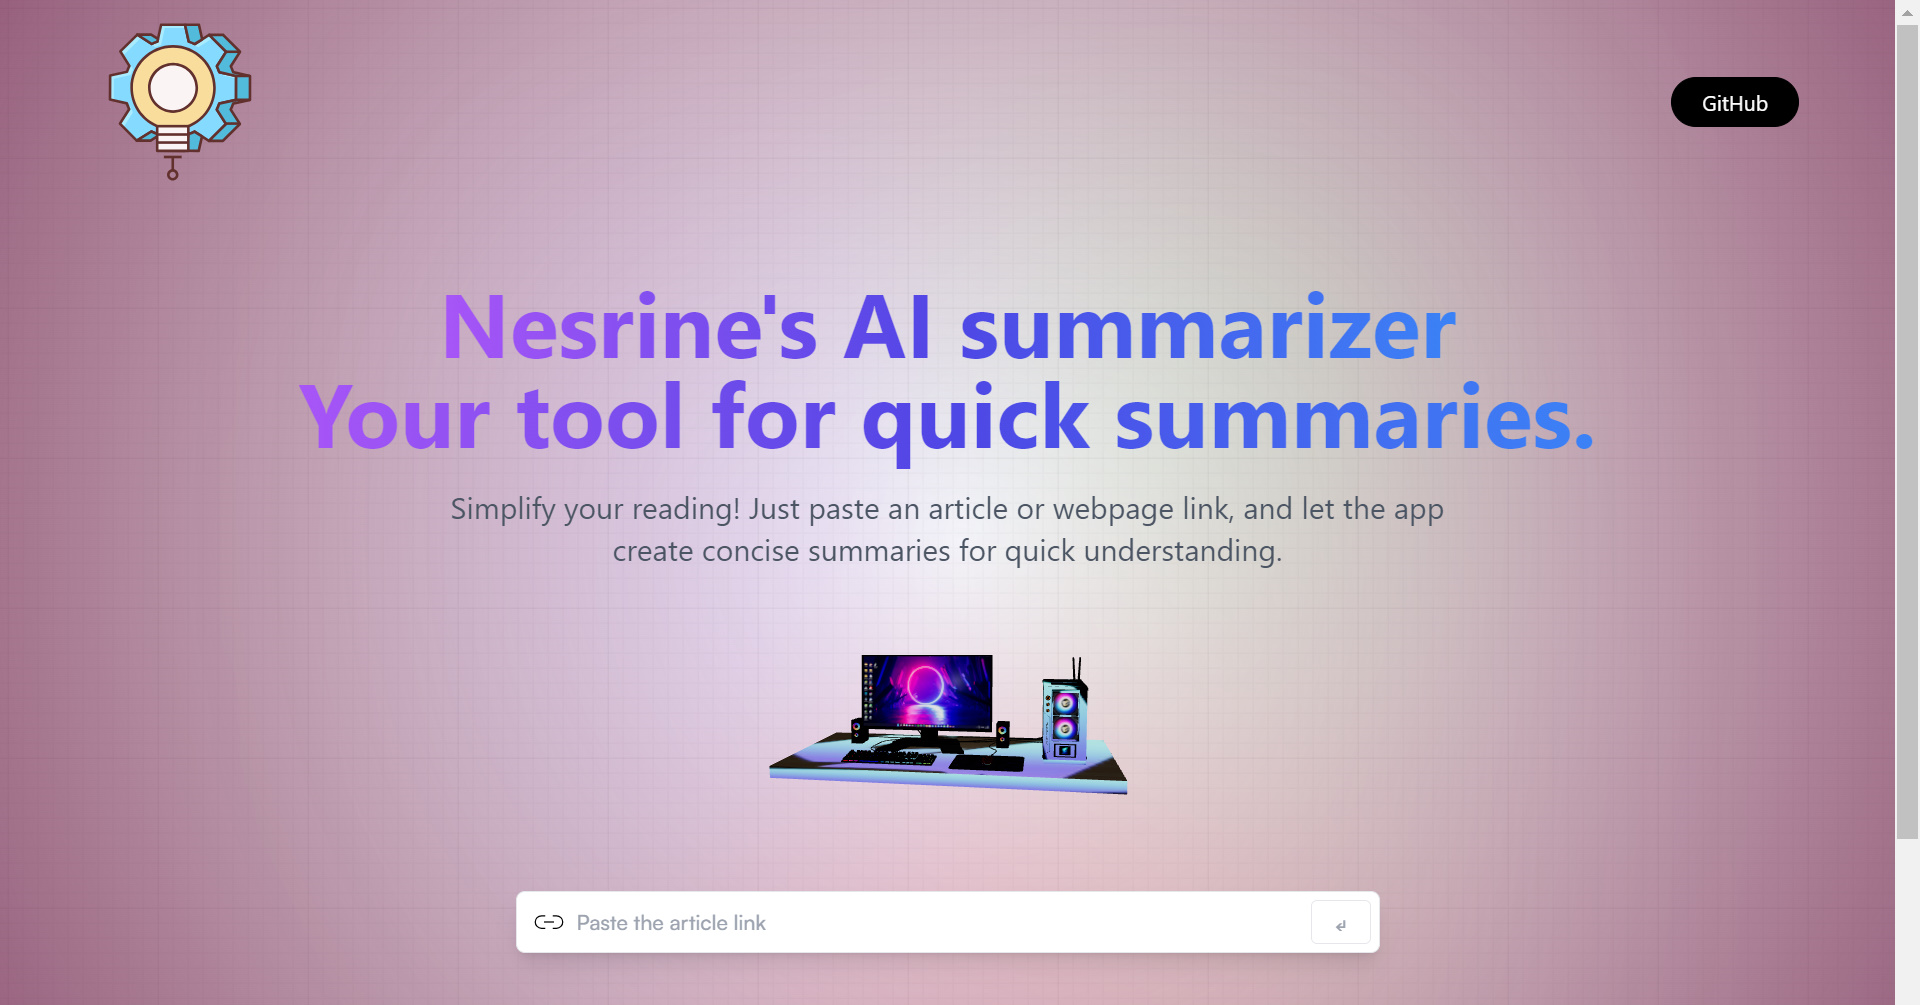 GitHub
Nesrine's AI summarizer
Your tool for quick summaries.
Simplify your reading! Just paste an article or webpage link, and let the app
create concise summaries for quick understanding.
Paste the article link
↵